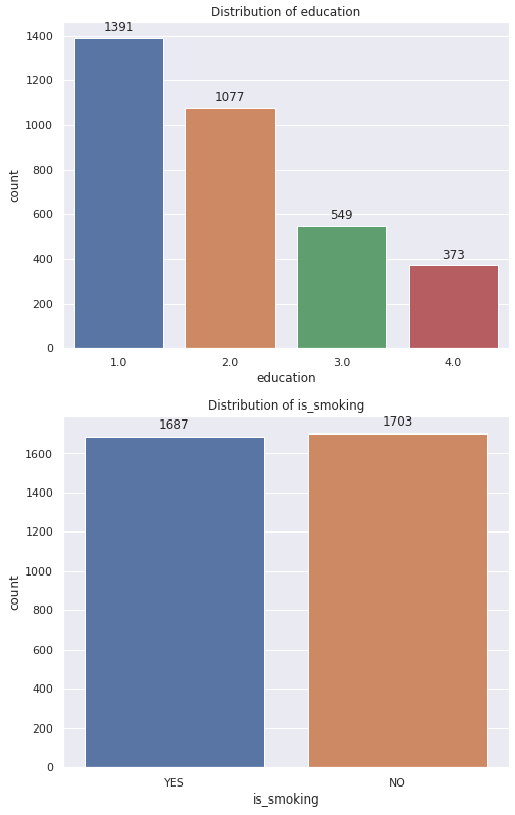 Distribution of education
1391
1400
1200
1077
1000
800
549
600
373
400
200
0
count
1.0 2.0 3.0 4.0
education
Distribution of is_smoking
1687 1703
1600
1400
1200
1000
800
600
400
200
0
count
YES NO
is_smoking